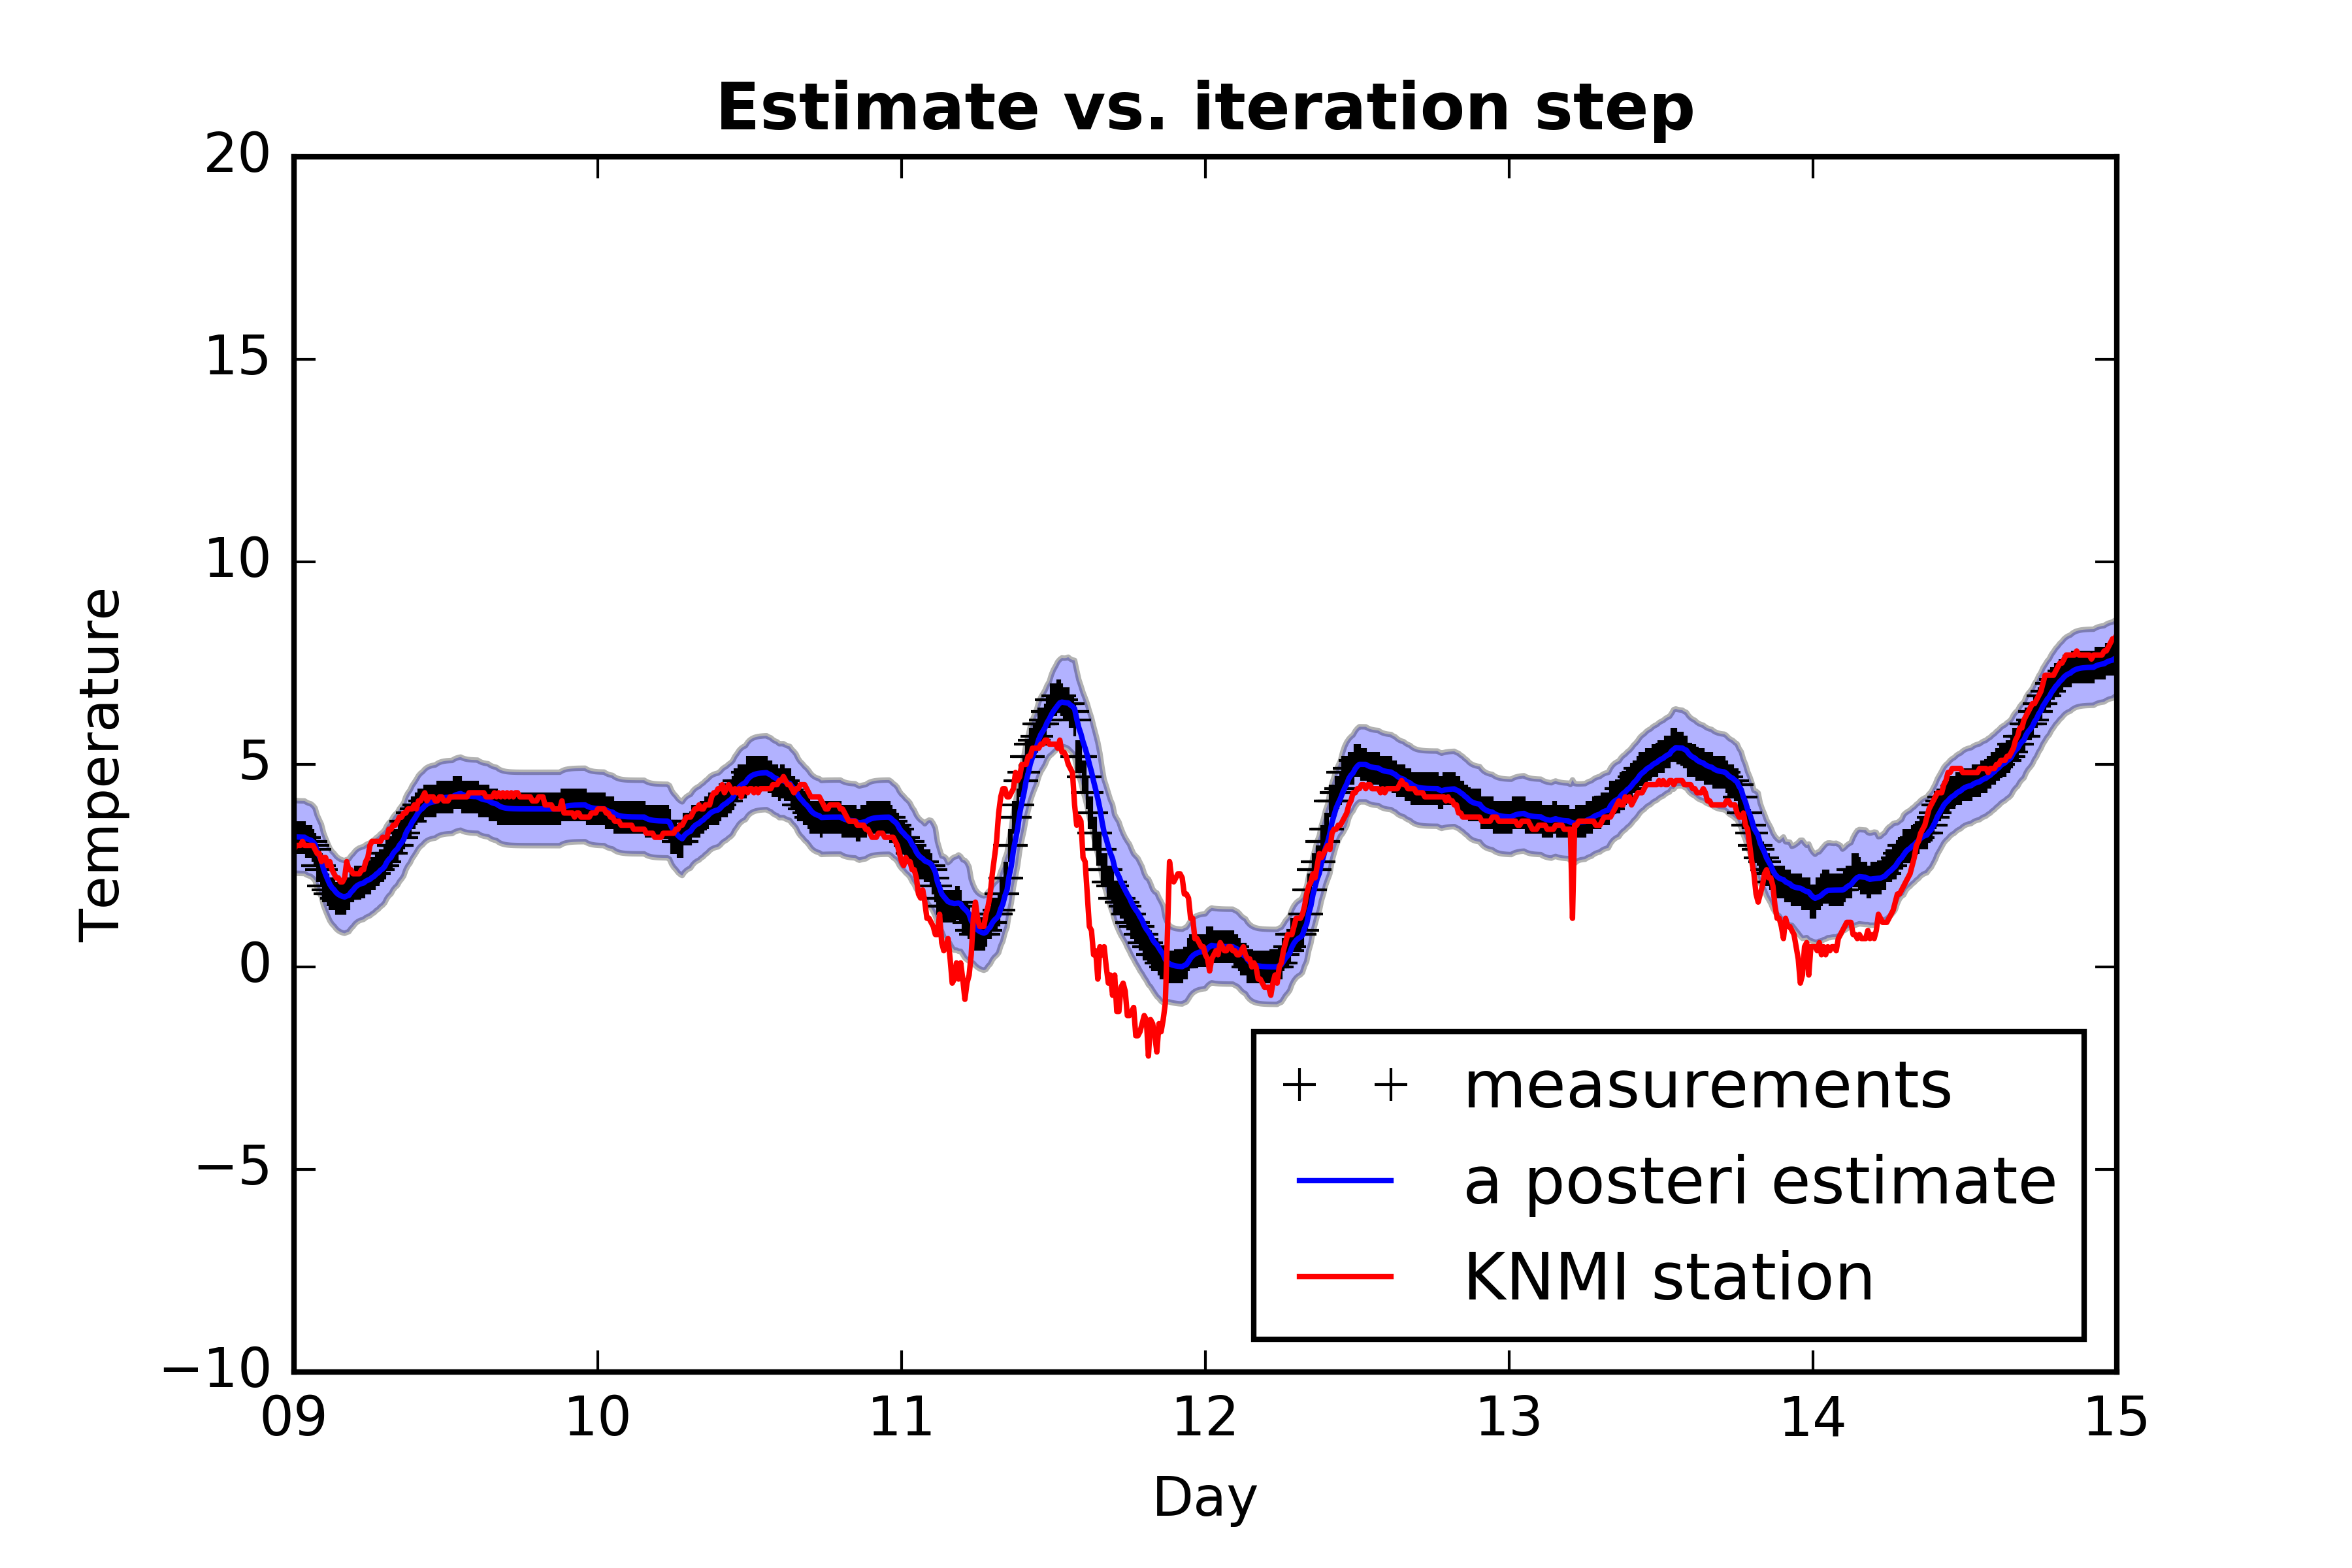 Estimate vs. iteration step
20
15
10
5
0
−5
−10
Temperature
measurements
a posteri estimate
KNMI station
09 10 11 12 13 14 15
Day